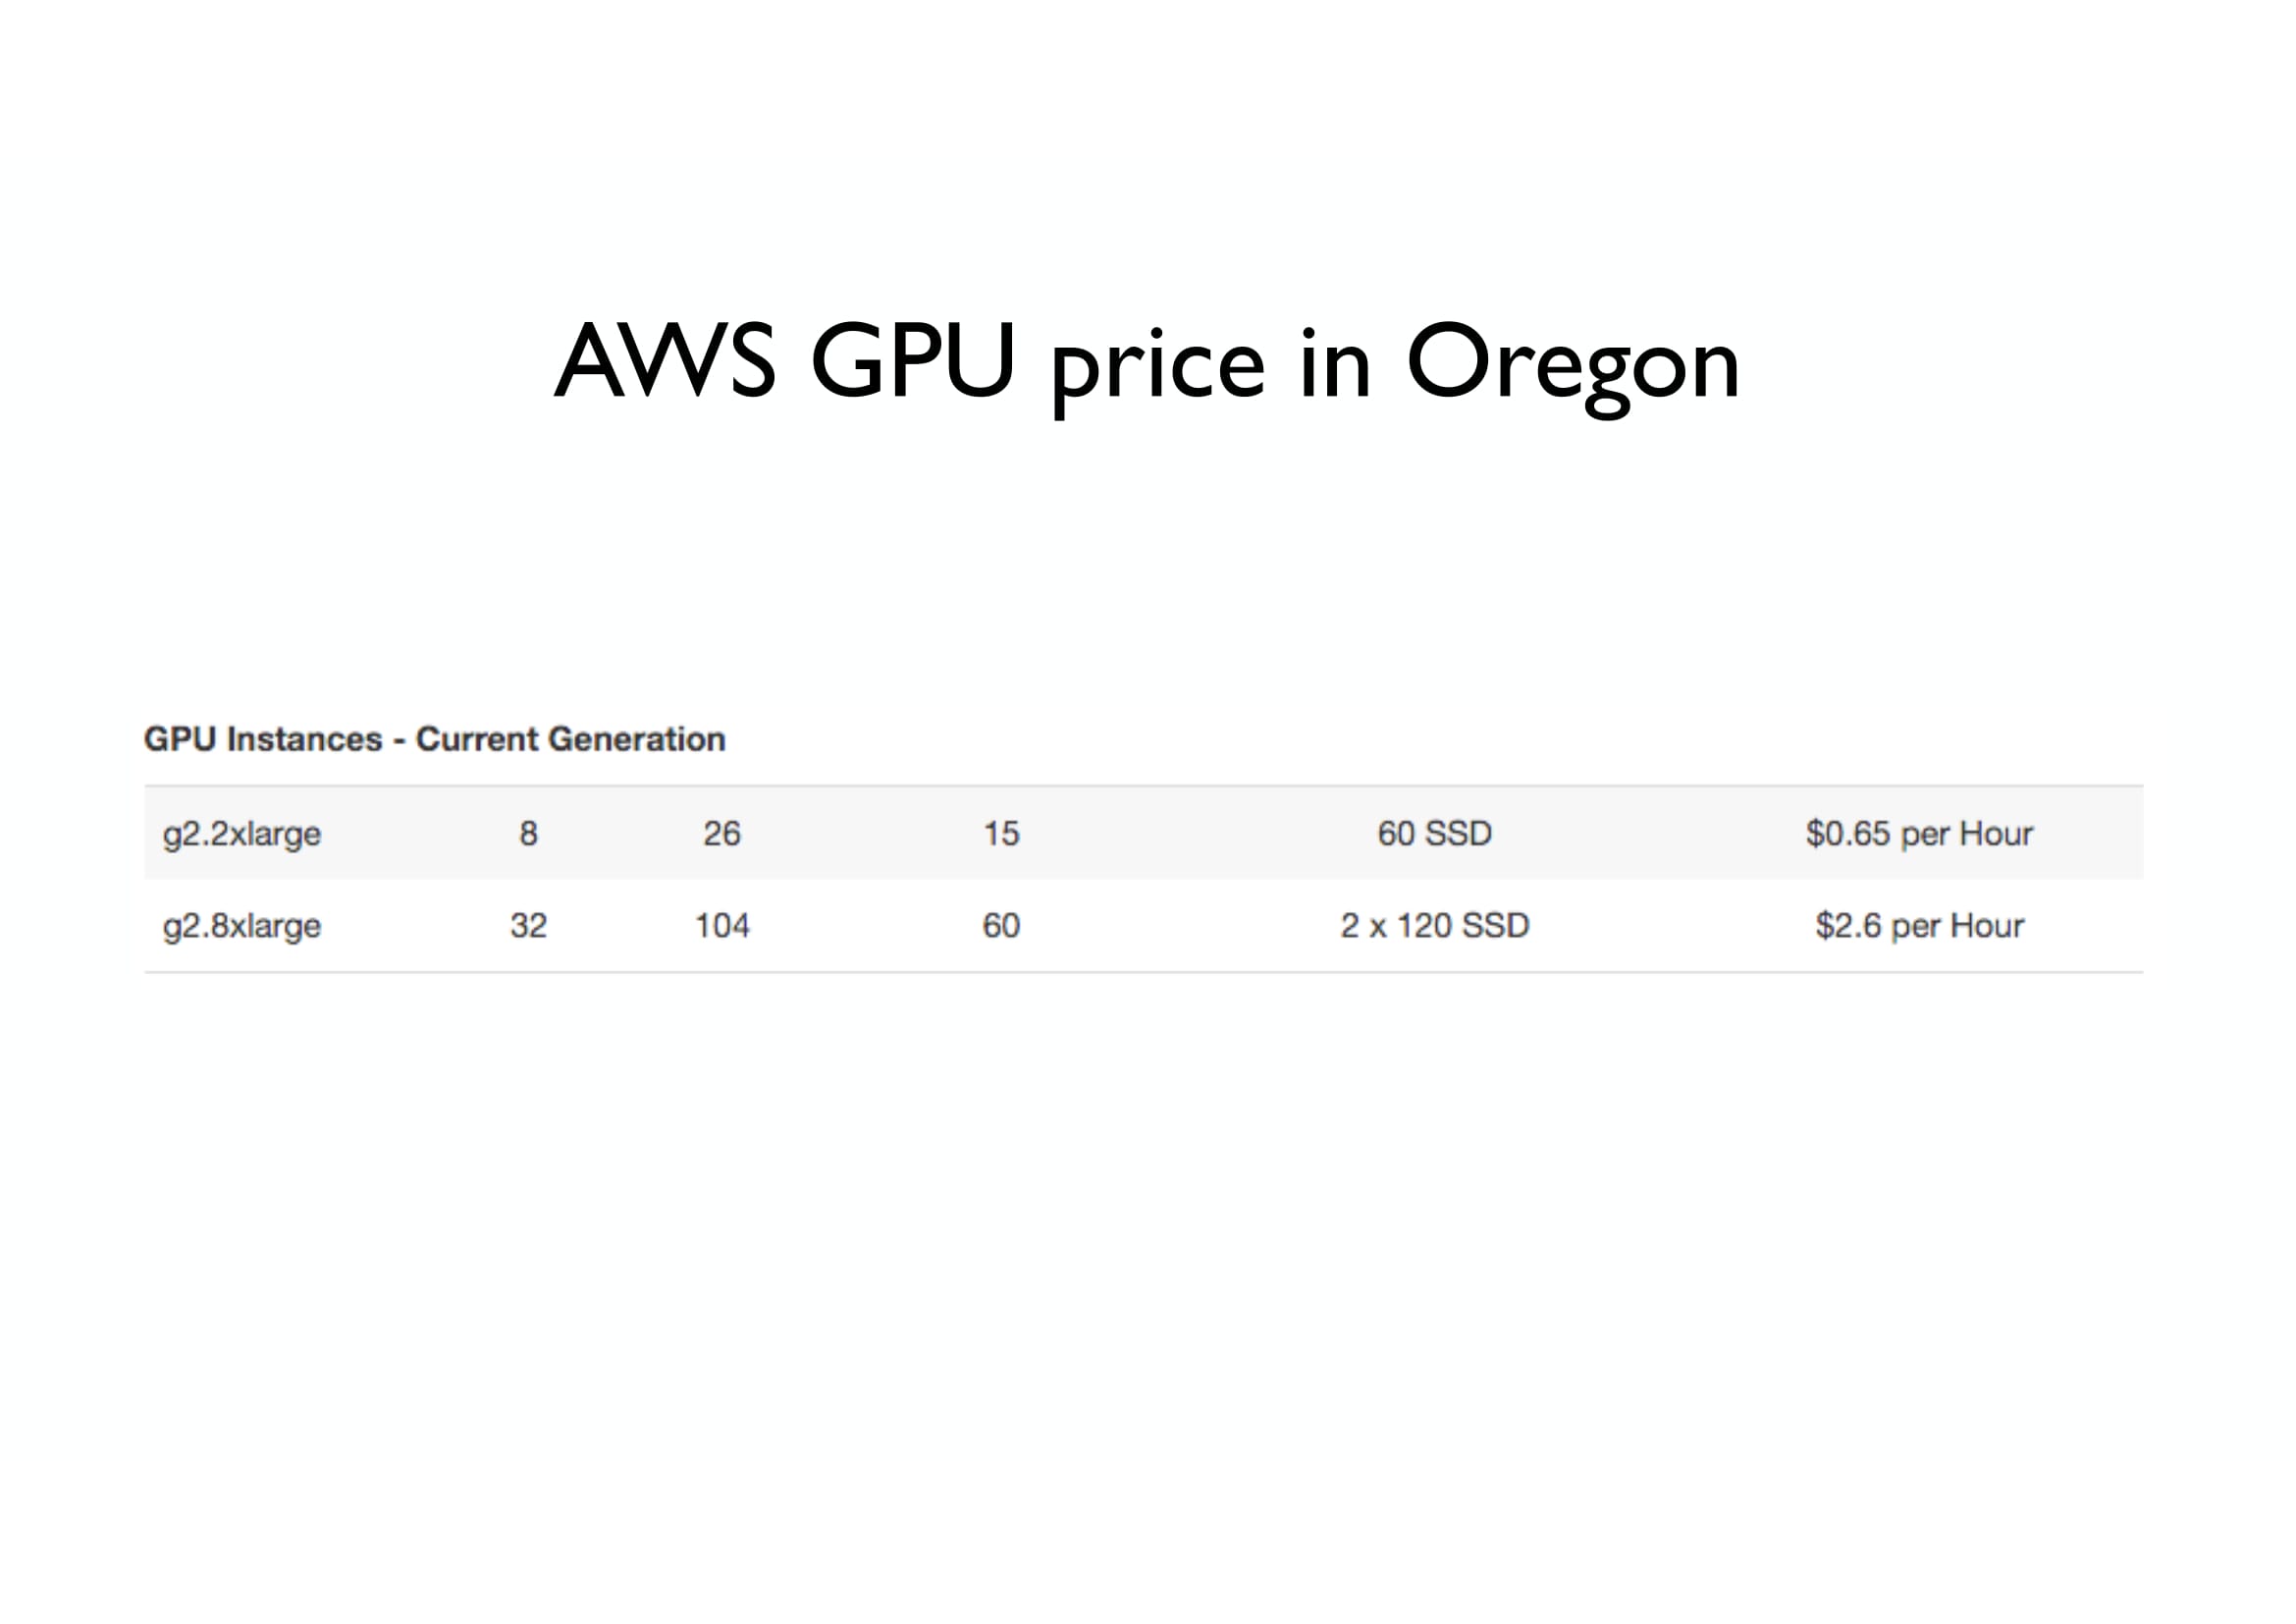 AWS GPU price in Oregon
GPU Instances - Current Generation
g2.2xlarge 8 26 15 60 SSD $0.65 per Hour
g2.8xlarge 32 104 60 2 x 120 SSD $2.6 per Hour